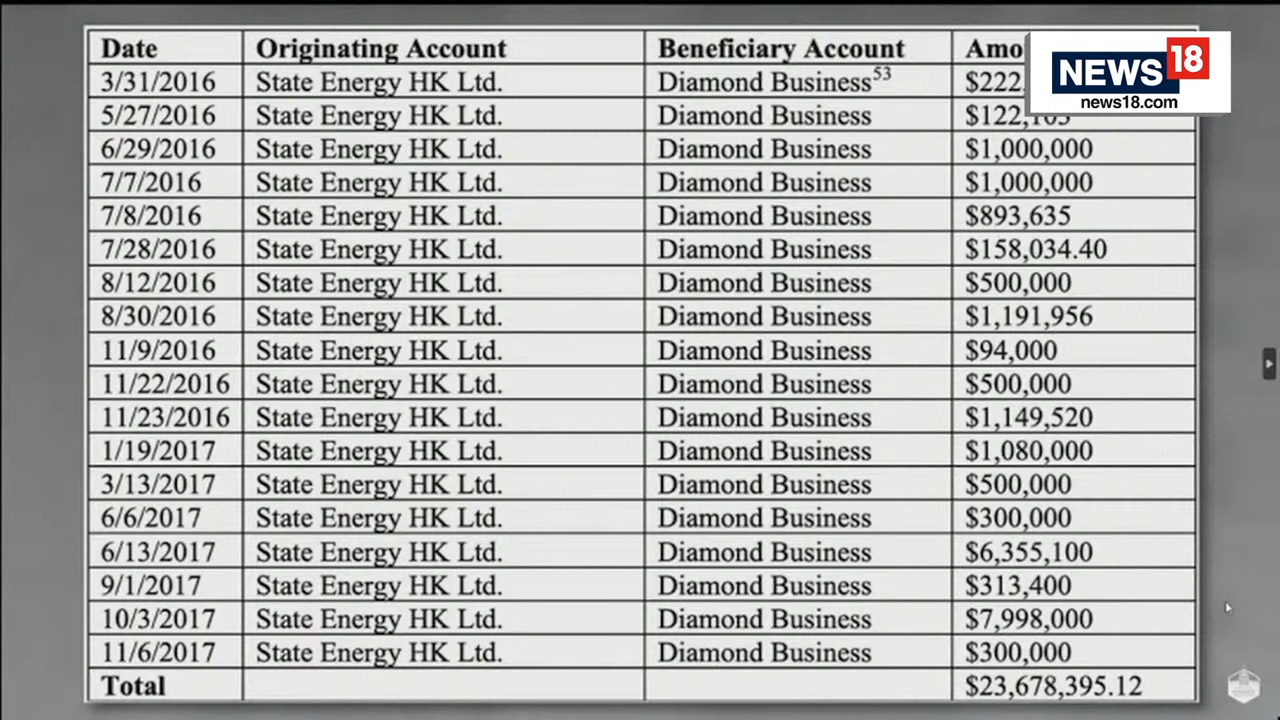 Date Originating Account Beneficiary Account
3/31/2016 State Energy HK Ltd. Diamond Business53
5/27/2016 State Energy HK Ltd. Diamond Business
6/29/2016 State Energy HK Ltd. Diamond Business $1,000,000
7/7/2016 State Energy HK Ltd. Diamond Business $1,000,000
7/8/2016 State Energy HK Ltd. Diamond Business $893,635
7/28/2016 State Energy HK Ltd. Diamond Business $158,034.40
8/12/2016 State Energy HK Ltd. Diamond Business $500,000
8/30/2016 State Energy HK Ltd. Diamond Business $1,191,956
11/9/2016 State Energy HK Ltd. Diamond Business $94,000
11/22/2016 State Energy HK Ltd. Diamond Business $500,000
11/23/2016 State Energy HK Ltd. Diamond Business $1,149,520
1/19/2017 State Energy HK Ltd. Diamond Business $1,080,000
3/13/2017 State Energy HK Ltd. Diamond Business $500,000
6/6/2017 State Energy HK Ltd. Diamond Business $300,000
6/13/2017 State Energy HK Ltd. Diamond Business $6,355,100
9/1/2017 State Energy HK Ltd. Diamond Business $313,400
10/3/2017 State Energy HK Ltd. Diamond Business $7,998,000
11/6/2017 State Energy HK Ltd. Diamond Business $300,000
Total $23,678,395.12
NEWS 18
news18.com